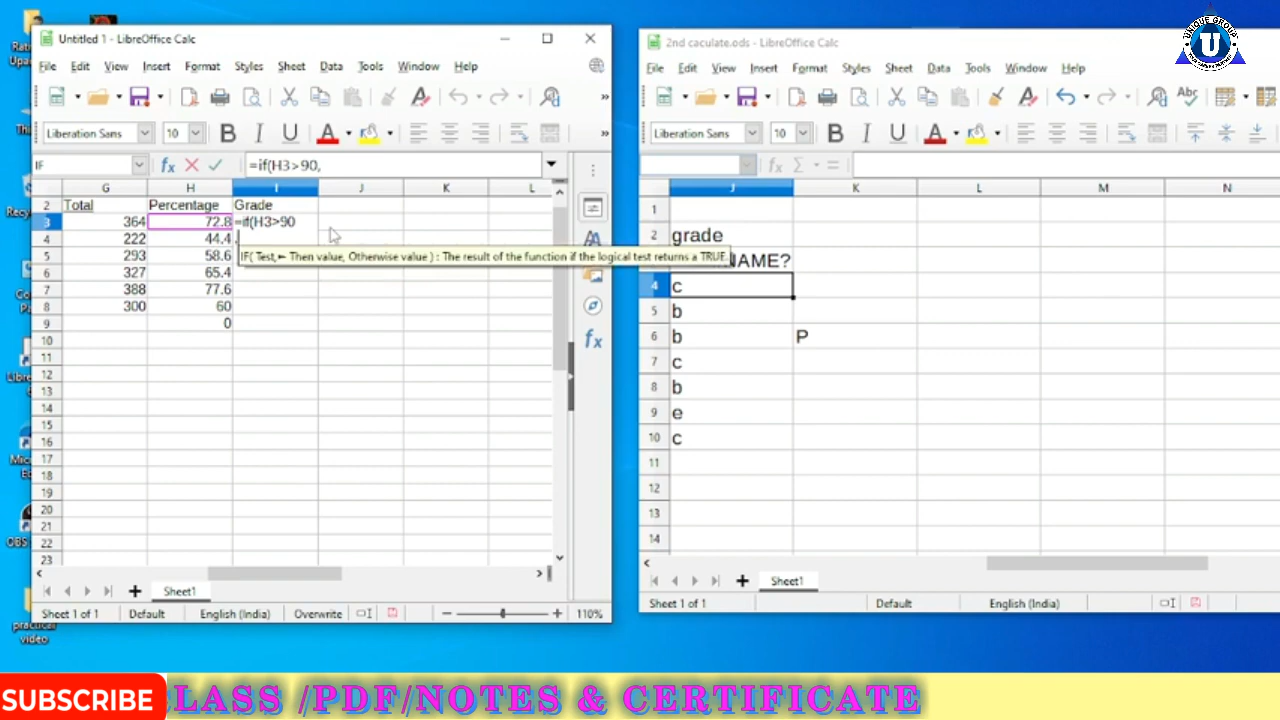 UNIQUE GROUP
U
Untitled 1 - LibreOffice Calc
File Edit View Insert Format Styles Sheet Data Tools Window Help
Liberation Sans 10
IF =if(H3>90,
G H I J K L
2 Total Percentage Grade
3 364 72.8 =if(H3>90
4 222 44.4 ,
IF( Test, Then value, Otherwise value ) : The result of the function if the logical test returns a TRUE.
5 293 58.6
6 327 65.4
7 388 77.6
8 300 60
9 0
10
11
12
13
14
15
16
17
18
19
20
21
22
23
Sheet1
Sheet 1 of 1 Default English (India) Overwrite 110%
2nd caculate.ods - LibreOffice Calc
File Edit View Insert Format Styles Sheet Data Tools Window Help
Abc
Liberation Sans 10
J K L M N
1
2 grade
NAME?
4 c
5 b
6 b P
7 c
8 b
9 e
10 c
11
12
13
14
Sheet1
Sheet 1 of 1 Default English (India)
OBS
practical
video
SUBSCRIBE LASS /PDF/NOTES & CERTIFICATE